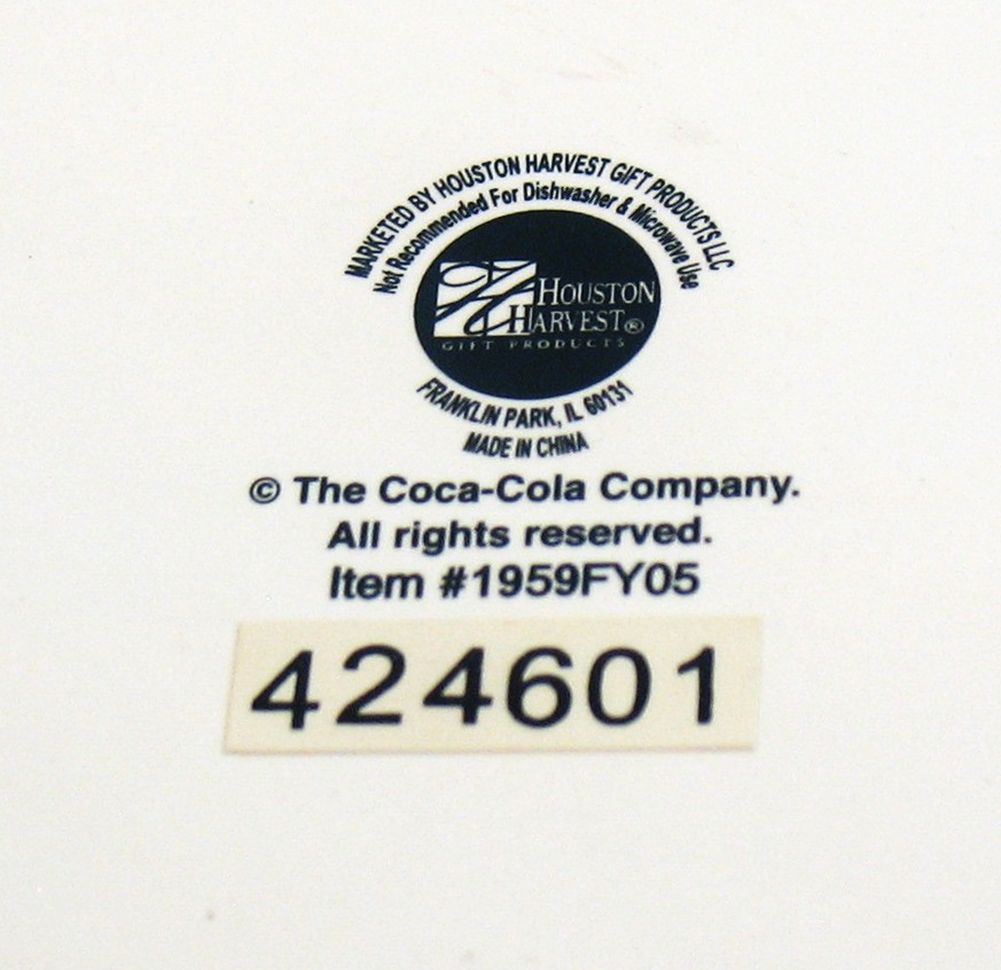 MARKETED BY HOUSTON HARVEST GIFT PRODUCTS LLC
Not Recommended For Dishwasher & Microwave Use
HOUSTON
HARVEST®
GIFT PRODUCTS
FRANKLIN PARK, IL 60131
MADE IN CHINA
© The Coca-Cola Company.
All rights reserved.
Item #1959FY05
424601